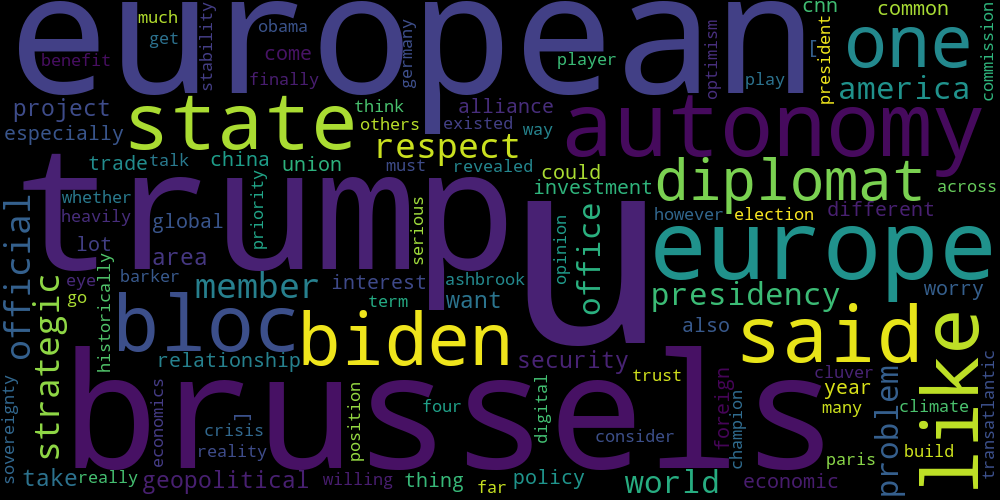 european
much
get
obama
stability
benefit
come
finally
germany
player
optimism
play
cnn
[
president
common
one
america
commission
project
especially
state
think
others
alliance
existed
way
respect
autonomy
trade
talk
china
union
must
revealed
could
investment
diplomat
across
trump
u
whether
heavily
global
priority
serious
however
election
different
official
lot
area
opinion
office
europe
eye
go
historically
barker
member
interest
ashbrook
term
want
presidency
worry
strategic
bloc
biden
also
said
like
relationship
security
brussels
trust
foreign
cluver
year
problem
transatlantic
sovereignty
economics
crisis
]
reality
position
four
digital
consider
champion
many
climate
take
really
geopolitical
willing
thing
far
policy
world
economic
paris
build